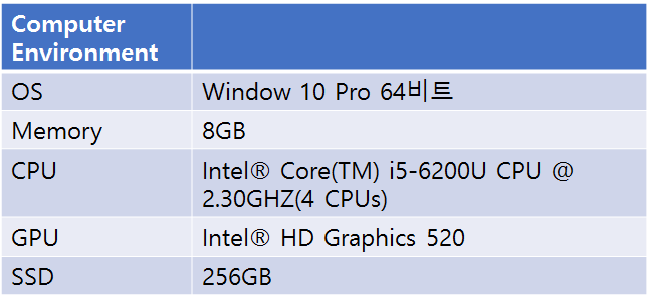 Computer
Environment
OS
Window 10 Pro 64비트
Memory
8GB
CPU
Intel® Core(TM) i5-6200U CPU @
2.30GHZ(4 CPUs)
GPU
Intel® HD Graphics 520
SSD
256GB